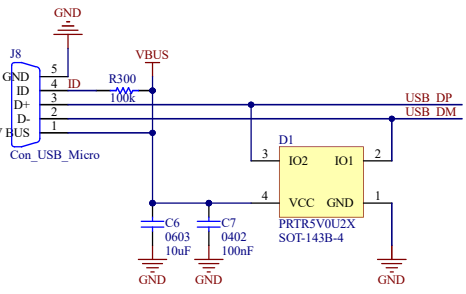 GND
J8
VBUS
GND 5
R300
ID 4 ID
100k
D+ 3
USB_DP
D- 2
USB_DM
VBUS 1
D1
Con_USB_Micro
3 IO2 IO1 2
4 VCC GND 1
C6
C7
PRTR5V0U2X
0603
0402
SOT-143B-4
10uF
100nF
GND
GND
GND